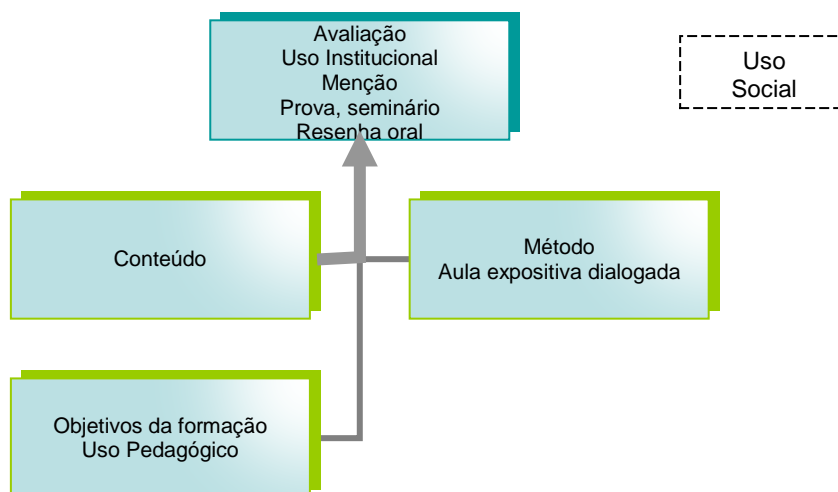 Avaliação
Uso Institucional
Menção
Prova, seminário
Resenha oral
Uso
Social
Conteúdo
Método
Aula expositiva dialogada
Objetivos da formação
Uso Pedagógico